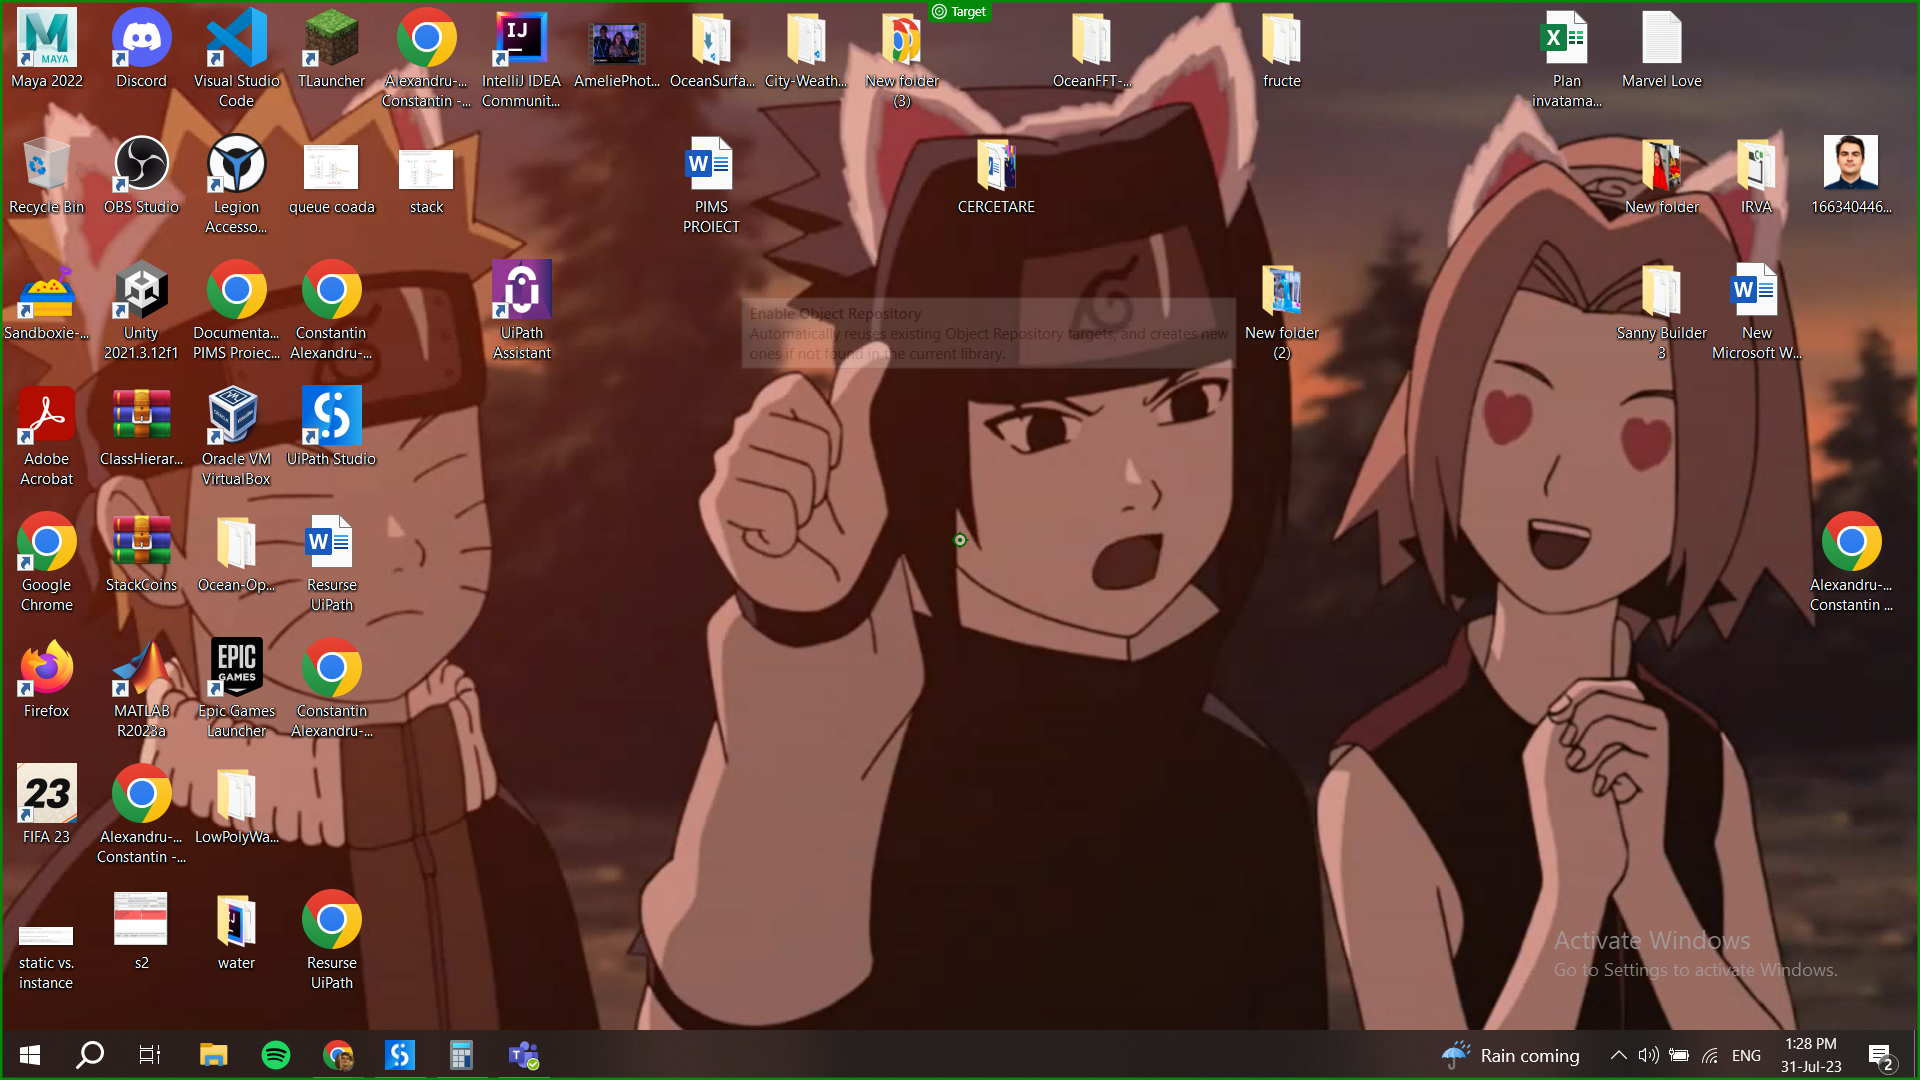 Target
Maya 2022
Discord
Visual Studio
Code
TLauncher
Alexandru-...
Constantin -...
IntelliJ IDEA
Communit...
AmeliePhot...
OceanSurfa...
City-Weath...
New folder
(3)
OceanFFT-...
fructe
Plan
invatama...
Marvel Love
Recycle Bin
OBS Studio
Legion
Accesso...
queue coada
stack
PIMS
PROIECT
CERCETARE
New folder
IRVA
166340446...
Sandboxie-...
Unity
2021.3.12f1
Documenta...
PIMS Proiec...
Constantin
Alexandru-...
UiPath
Assistant
Enable Object Repository
Automatically reuses existing Object Repository targets, and creates new
ones if not found in the current library.
New folder
(2)
Sanny Builder
3
New
Microsoft W...
Adobe
Acrobat
ClassHierar...
Oracle VM
VirtualBox
UiPath Studio
Google
Chrome
StackCoins
Ocean-Op...
Resurse
UiPath
Alexandru-...
Constantin ...
Firefox
MATLAB
R2023a
EPIC
GAMES
Epic Games
Launcher
Constantin
Alexandru-...
23
FIFA 23
Alexandru-...
Constantin -...
LowPolyWa...
static vs.
instance
s2
water
Resurse
UiPath
Activate Windows
Go to Settings to activate Windows.
Rain coming
ENG
1:28 PM
31-Jul-23
2